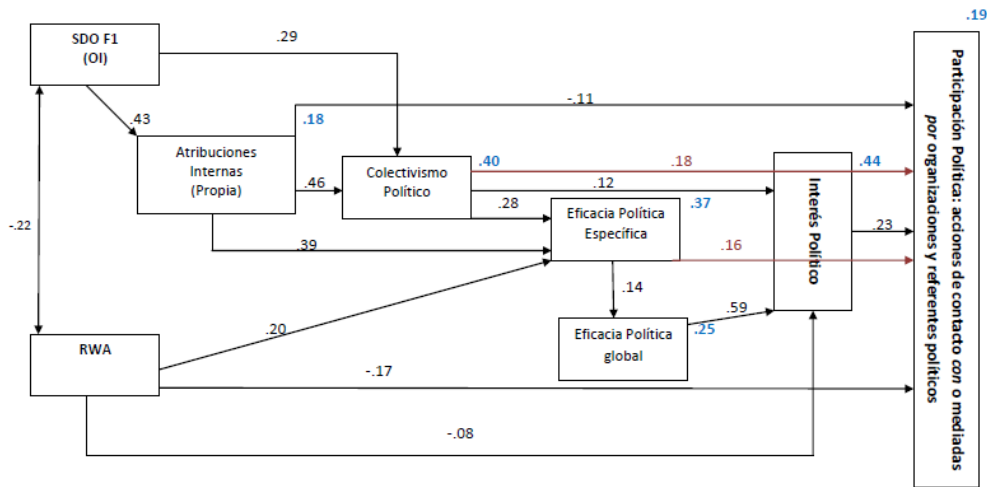 .19
SDO F1
(OI)
.29
-.11
.43
.18
Atribuciones
Internas
(Propia)
.46
Colectivismo
Político
.40
.18
.44
.12
.28
.37
Eficacia Política
Específica
Interés Político
.23
-.22
.39
.16
.14
.20
.59
Eficacia Política
global
.25
RWA
-.17
-.08
Participación Política: acciones de contacto con o mediadas
por organizaciones y referentes políticos